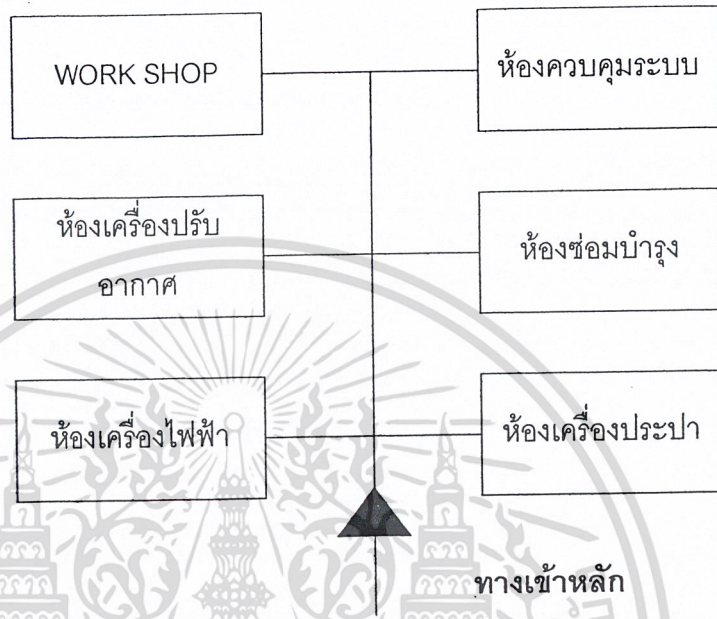 WORK SHOP
ห้องควบคุมระบบ
ห้องเครื่องปรับ
อากาศ
ห้องซ่อมบำรุง
ห้องเครื่องไฟฟ้า
ห้องเครื่องประปา
ทางเข้าหลัก